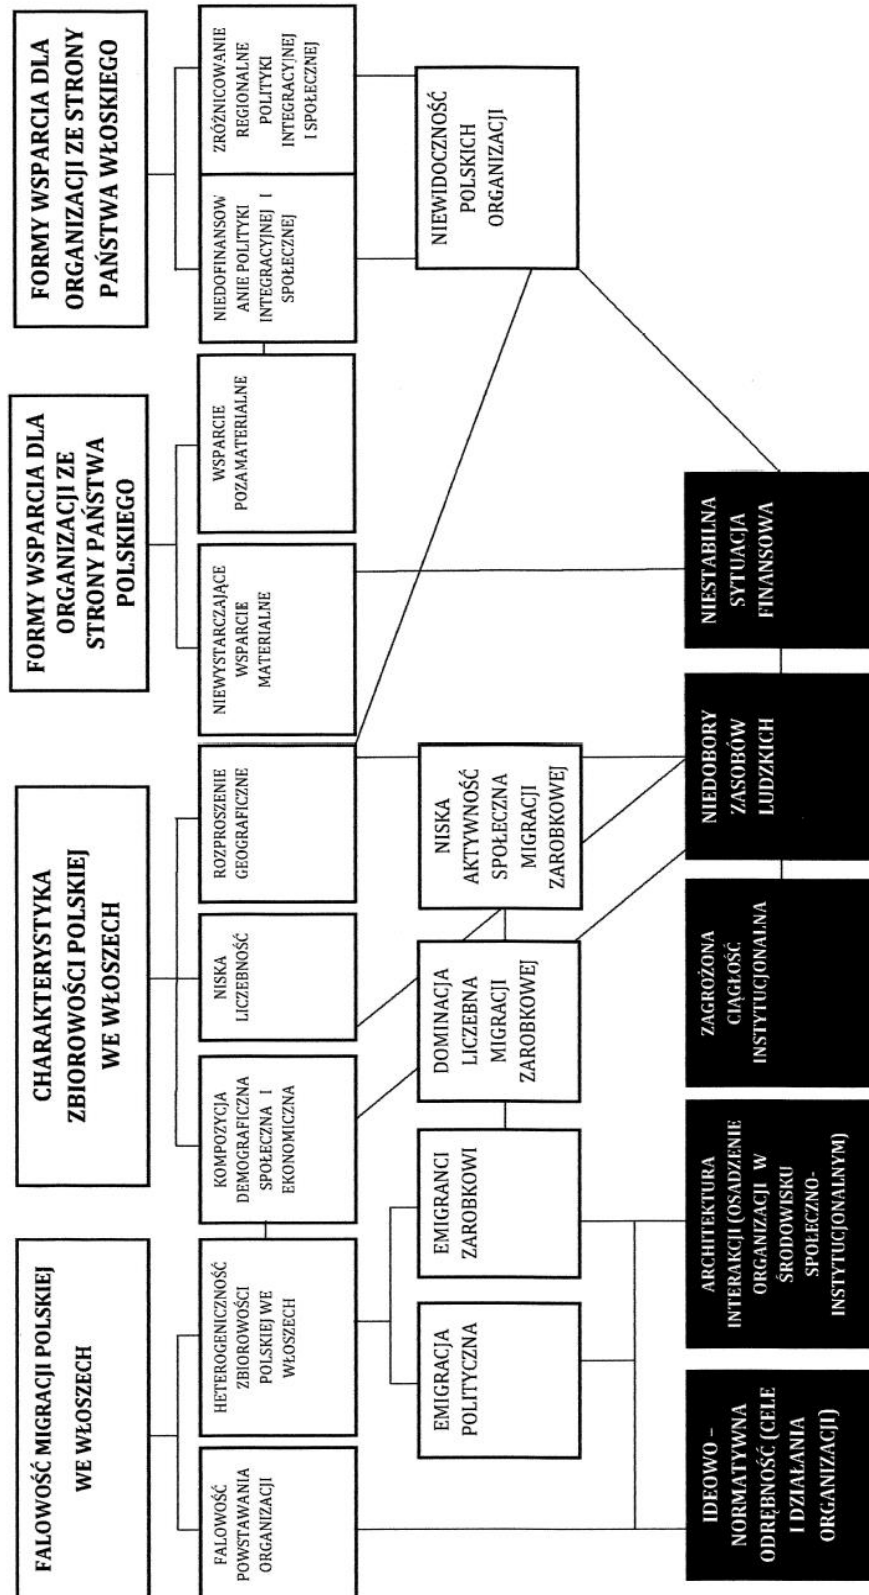 FALOWOŚĆ MIGRACJI POLSKIEJ
WE WŁOSZECH
CHARAKTERYSTYKA
ZBIOROWOŚCI POLSKIEJ
WE WŁOSZECH
FORMY WSPARCIA DLA
ORGANIZACJI ZE
STRONY PAŃSTWA
POLSKIEGO
FORMY WSPARCIA DLA
ORGANIZACJI ZE STRONY
PAŃSTWA WŁOSKIEGO
FALOWOŚĆ
POWSTAWANIA
ORGANIZACJI
HETEROGENICZNOŚĆ
ZBIOROWOŚCI
POLSKIEJ WE
WŁOSZECH
KOMPOZYCJA
DEMOGRAFICZNA
SPOŁECZNA I
EKONOMICZNA
NISKA
LICZEBNOŚĆ
ROZPROSZENIE
GEOGRAFICZNE
NIEWYSTARCZAJĄCE
WSPARCIE
MATERIALNE
WSPARCIE
POZAMATERIALNE
NIEDOFINANSOW
ANIE POLITYKI
INTEGRACYJNEJ I
SPOŁECZNEJ
ZRÓŻNICOWANIE
REGIONALNE
POLITYKI
INTEGRACYJNEJ
I SPOŁECZNEJ
EMIGRACJA
POLITYCZNA
EMIGRANCI
ZAROBKOWI
DOMINACJA
LICZEBNA
MIGRACJI
ZAROBKOWEJ
NISKA
AKTYWNOŚĆ
SPOŁECZNA
MIGRACJI
ZAROBKOWEJ
NIEWIDOCZNOŚĆ
POLSKICH
ORGANIZACJI
IDEOWO –
NORMATYWNA
ODRĘBNOŚĆ (CELE
I DZIAŁANIA
ORGANIZACJI)
ARCHITEKTURA
INTERAKCJI (OSADZENIE
ORGANIZACJI W
ŚRODOWISKU
SPOŁECZNO-
INSTYTUCJONALNYM)
ZAGROŻONA
CIĄGŁOŚĆ
INSTYTUCJONALNA
NIEDOBORY
ZASOBÓW
LUDZKICH
NIESTABILNA
SYTUACJA
FINANSOWA